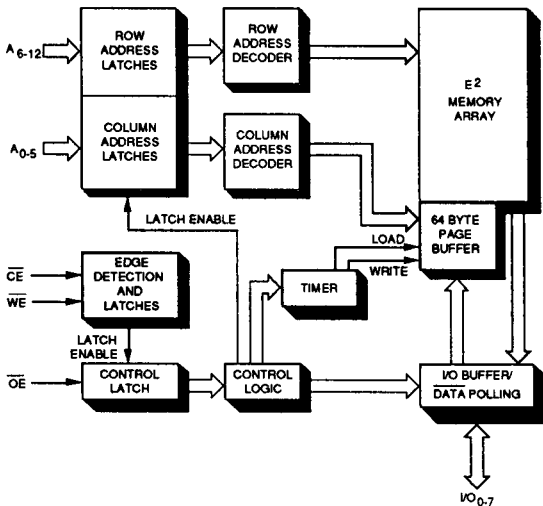 A6-12
ROW
ADDRESS
LATCHES
ROW
ADDRESS
DECODER
E2
MEMORY
ARRAY
A0-5
COLUMN
ADDRESS
LATCHES
COLUMN
ADDRESS
DECODER
64 BYTE
PAGE
BUFFER
LATCH ENABLE
LOAD
WRITE
CE
WE
EDGE
DETECTION
AND
LATCHES
TIMER
LATCH
ENABLE
OE
CONTROL
LATCH
CONTROL
LOGIC
I/O BUFFER/
DATA POLLING
I/O0-7